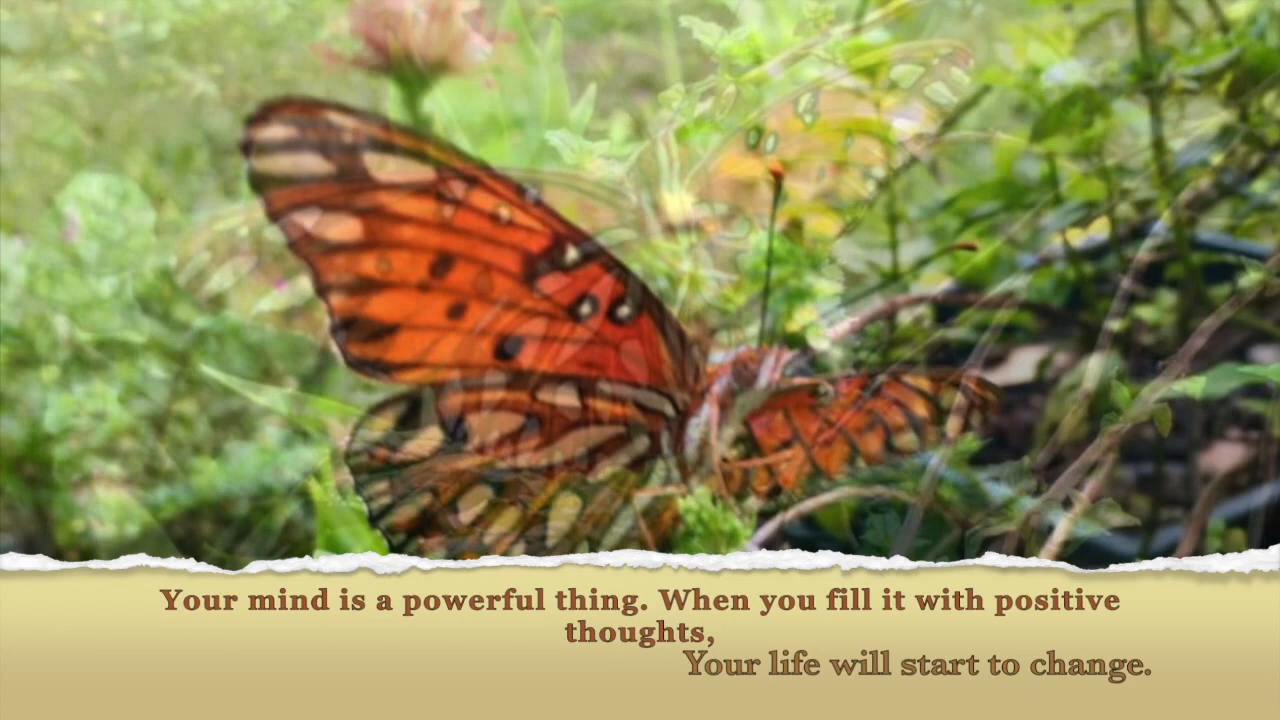 Your mind is a powerful thing. When you fill it with positive
thoughts,
Your life will start to change.